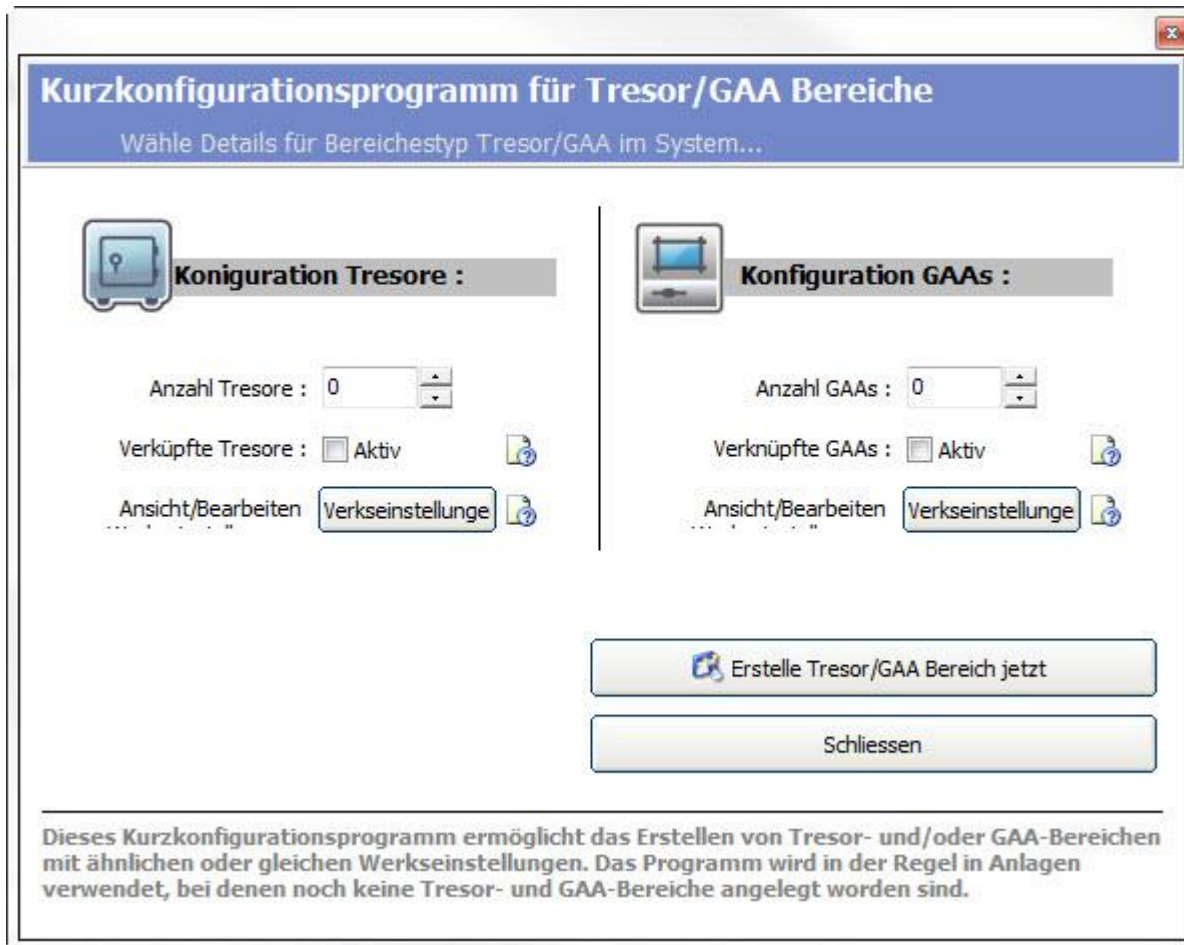 Kurzkonfigurationsprogramm für Tresor/GAA Bereiche
Wähle Details für Bereichestyp Tresor/GAA im System...
Koniguration Tresore :
Anzahl Tresore : 0
Verküpfte Tresore : Aktiv
Ansicht/Bearbeiten Verkseinstellunge
Konfiguration GAAs :
Anzahl GAAs : 0
Verknüpfte GAAs : Aktiv
Ansicht/Bearbeiten Verkseinstellunge
Erstelle Tresor/GAA Bereich jetzt
Schliessen
Dieses Kurzkonfigurationsprogramm ermöglicht das Erstellen von Tresor- und/oder GAA-Bereichen
mit ähnlichen oder gleichen Werkseinstellungen. Das Programm wird in der Regel in Anlagen
verwendet, bei denen noch keine Tresor- und GAA-Bereiche angelegt worden sind.